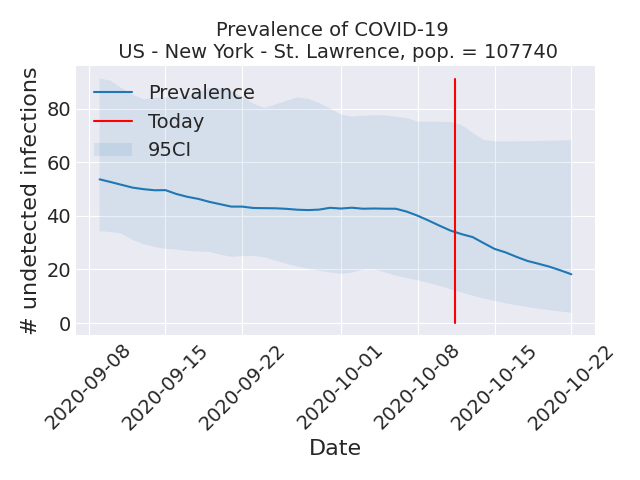 Prevalence of COVID-19
US - New York - St. Lawrence, pop. = 107740
# undetected infections
80
60
40
20
0
Prevalence
Today
95CI
2020-09-08
2020-09-15
2020-09-22
2020-10-01
2020-10-08
2020-10-15
2020-10-22
Date